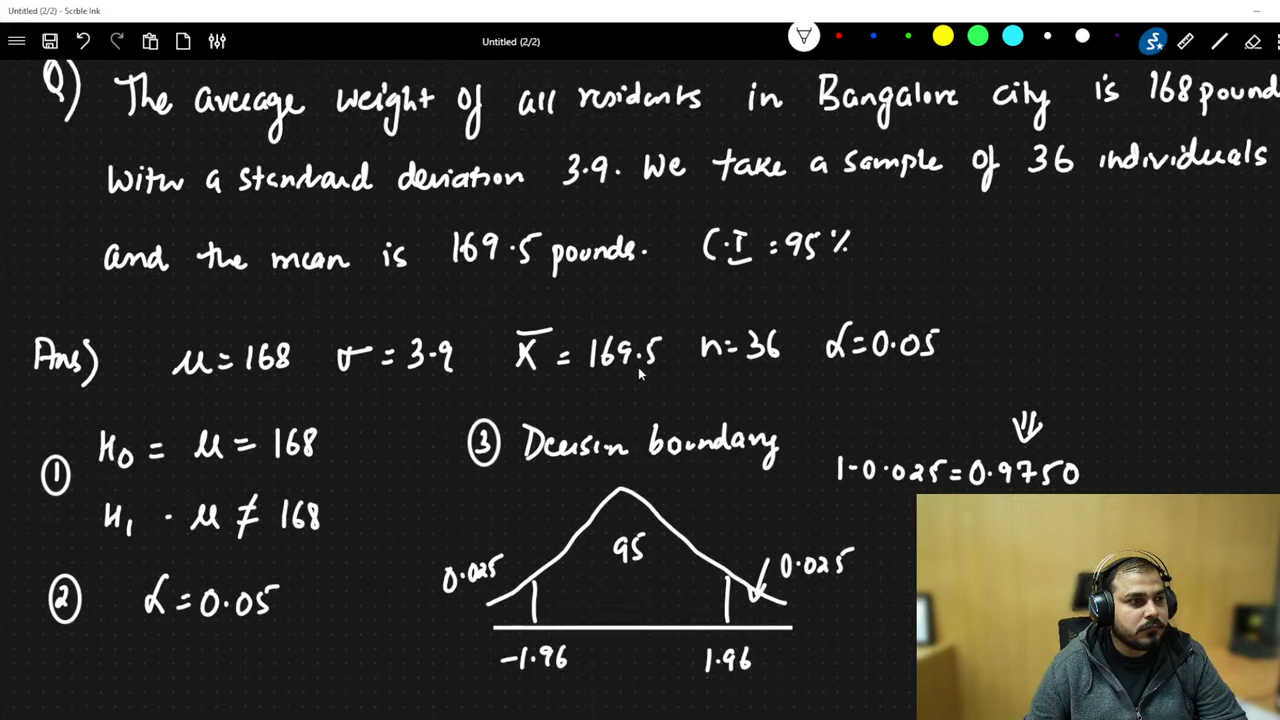 Untitled (2/2) - Scrble Ink
Untitled (2/2)
Q) The average weight of all residents in Bangalore city is 168 pound
With a standard deviation 3.9. We take a sample of 36 individuals
and the mean is 169.5 pounds. C.I = 95%
Ans) μ = 168 σ = 3.9 X̅ = 169.5 n = 36 α = 0.05
① H₀ = μ = 168
H₁ · μ ≠ 168
② α = 0.05
③ Decision boundary
1-0.025 = 0.9750
0.025 95 0.025
-1.96 1.96